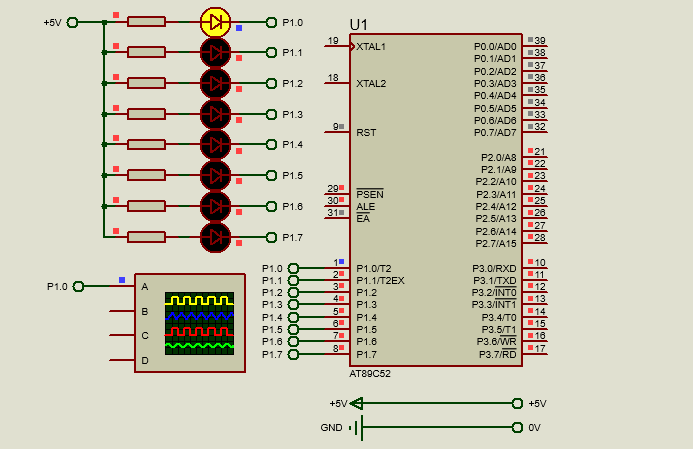 +5V
P1.0
P1.1
P1.2
P1.3
P1.4
P1.5
P1.6
P1.7
P1.0
A
B
C
D
U1
19 XTAL1
18 XTAL2
9 RST
29 PSEN
30 ALE
31 EA
P0.0/AD0 39
P0.1/AD1 38
P0.2/AD2 37
P0.3/AD3 36
P0.4/AD4 35
P0.5/AD5 34
P0.6/AD6 33
P0.7/AD7 32
P2.0/A8 21
P2.1/A9 22
P2.2/A10 23
P2.3/A11 24
P2.4/A12 25
P2.5/A13 26
P2.6/A14 27
P2.7/A15 28
P1.0 1 P1.0/T2 P3.0/RXD 10
P1.1 2 P1.1/T2EX P3.1/TXD 11
P1.2 3 P1.2 P3.2/INT0 12
P1.3 4 P1.3 P3.3/INT1 13
P1.4 5 P1.4 P3.4/T0 14
P1.5 6 P1.5 P3.5/T1 15
P1.6 7 P1.6 P3.6/WR 16
P1.7 8 P1.7 P3.7/RD 17
AT89C52
+5V +5V
GND 0V